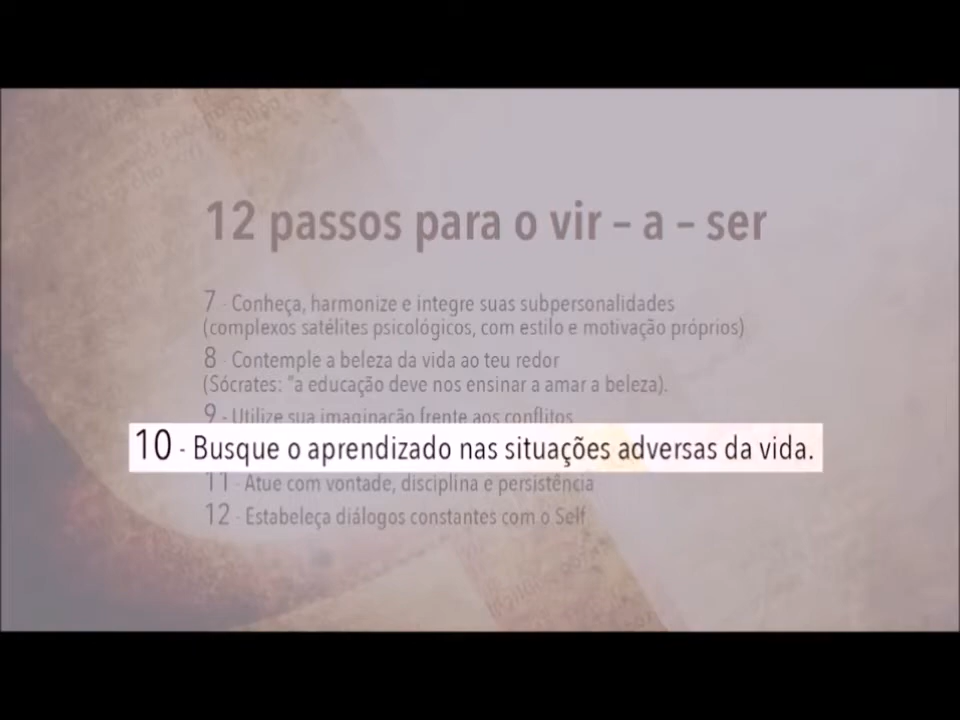 12 passos para o vir – a – ser
7 - Conheça, harmonize e integre suas subpersonalidades
(complexos satélites psicológicos, com estilo e motivação próprios)
8 - Contemple a beleza da vida ao teu redor
(Sócrates: "a educação deve nos ensinar a amar a beleza).
9 - Utilize sua imaginação frente aos conflitos
10 - Busque o aprendizado nas situações adversas da vida.
11 - Atue com vontade, disciplina e persistência
12 - Estabeleça diálogos constantes com o Self